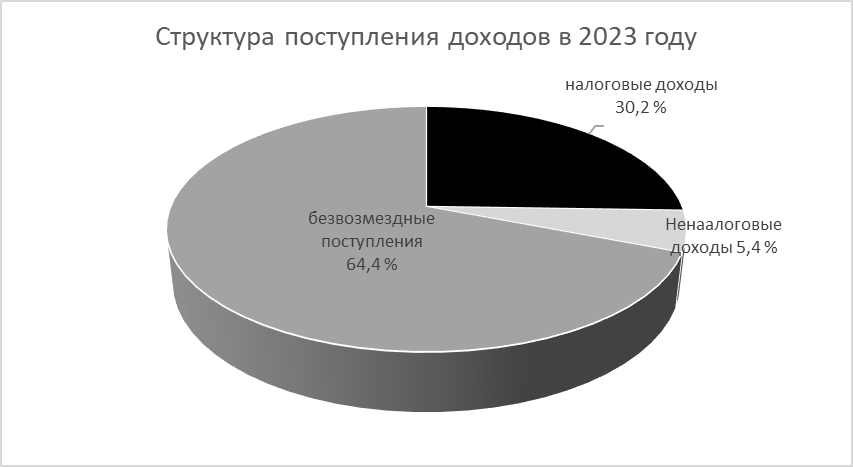 Структура поступления доходов в 2023 году
налоговые доходы
30,2 %
безвозмездные
поступления
64,4 %
Ненаалоговые
доходы 5,4 %